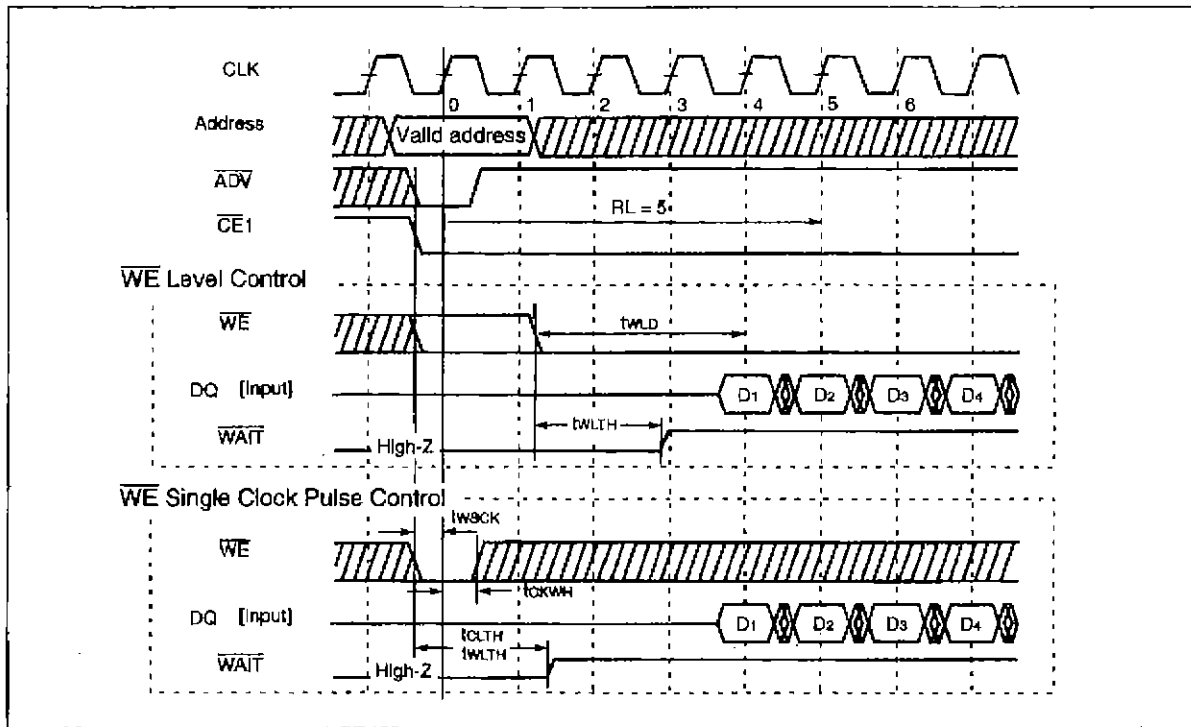 CLK
0 1 2 3 4 5 6
Address
Valid address
ADV
RL = 5
CE1
WE Level Control
WE
tWLD
DQ [Input]
D1 D2 D3 D4
tWLTH
WAIT
High-Z
WE Single Clock Pulse Control
tWSCK
WE
tCKWH
DQ [Input]
D1 D2 D3 D4
tCLTH
tWLTH
WAIT
High-Z